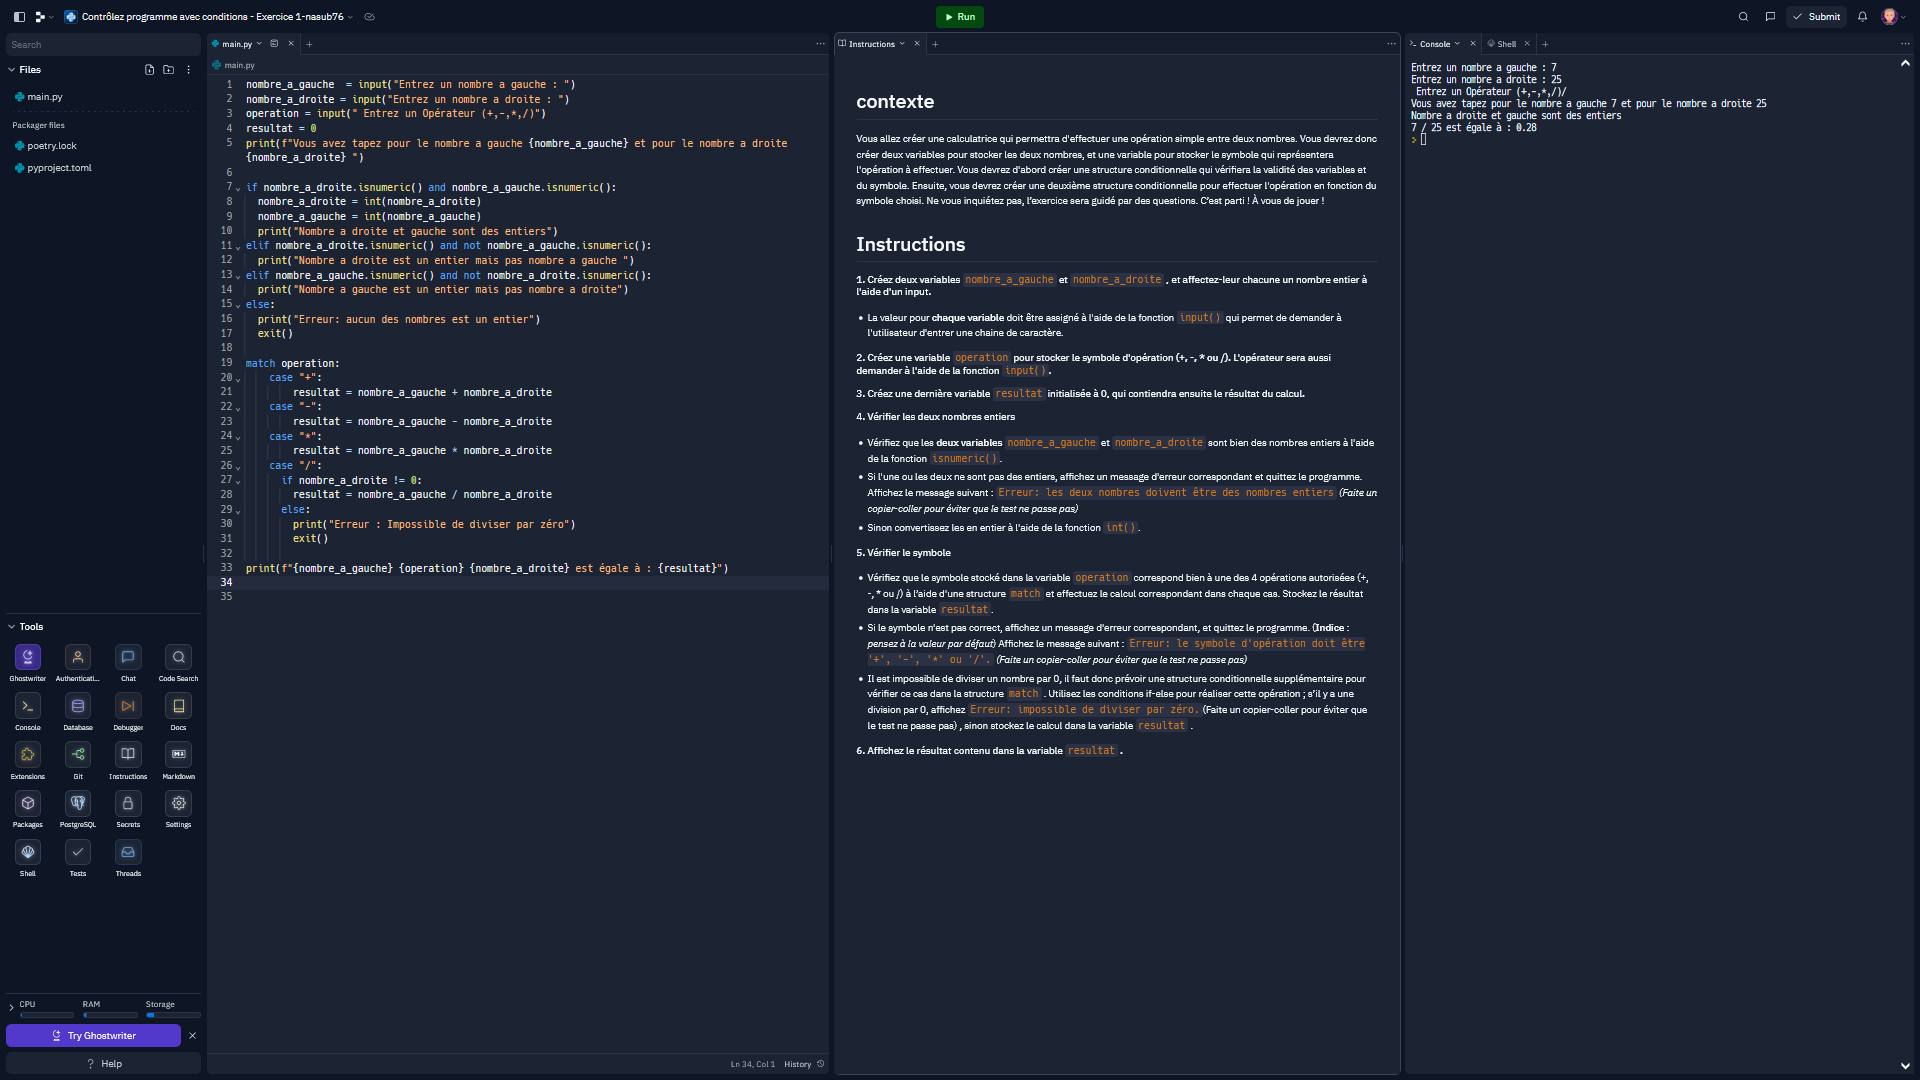 Contrôlez programme avec conditions - Exercice 1-nasub76
Run
Submit
Search
Files
main.py
Packager files
poetry.lock
pyproject.toml
Tools
Ghostwriter
Authenticati...
Chat
Code Search
Console
Database
Debugger
Docs
Extensions
Git
Instructions
Markdown
Packages
PostgreSQL
Secrets
Settings
Shell
Tests
Threads
CPU
RAM
Storage
Try Ghostwriter
Help
main.py
main.py
1 nombre_a_gauche  = input("Entrez un nombre a gauche : ")
2 nombre_a_droite = input("Entrez un nombre a droite : ")
3 operation = input(" Entrez un Opérateur (+,-,*,/)")
4 resultat = 0
5 print(f"Vous avez tapez pour le nombre a gauche {nombre_a_gauche} et pour le nombre a droite
{nombre_a_droite} ")
6
7 if nombre_a_droite.isnumeric() and nombre_a_gauche.isnumeric():
8   nombre_a_droite = int(nombre_a_droite)
9   nombre_a_gauche = int(nombre_a_gauche)
10   print("Nombre a droite et gauche sont des entiers")
11 elif nombre_a_droite.isnumeric() and not nombre_a_gauche.isnumeric():
12   print("Nombre a droite est un entier mais pas nombre a gauche ")
13 elif nombre_a_gauche.isnumeric() and not nombre_a_droite.isnumeric():
14   print("Nombre a gauche est un entier mais pas nombre a droite")
15 else:
16   print("Erreur: aucun des nombres est un entier")
17   exit()
18
19 match operation:
20     case "+":
21         resultat = nombre_a_gauche + nombre_a_droite
22     case "-":
23         resultat = nombre_a_gauche - nombre_a_droite
24     case "*":
25         resultat = nombre_a_gauche * nombre_a_droite
26     case "/":
27       if nombre_a_droite != 0:
28         resultat = nombre_a_gauche / nombre_a_droite
29       else:
30         print("Erreur : Impossible de diviser par zéro")
31         exit()
32
33 print(f"{nombre_a_gauche} {operation} {nombre_a_droite} est égale à : {resultat}")
34
35
Ln 34, Col 1
History
Instructions
contexte
Vous allez créer une calculatrice qui permettra d'effectuer une opération simple entre deux nombres. Vous devrez donc
créer deux variables pour stocker les deux nombres, et une variable pour stocker le symbole qui représentera
l'opération à effectuer. Vous devrez d'abord créer une structure conditionnelle qui vérifiera la validité des variables et
du symbole. Ensuite, vous devrez créer une deuxième structure conditionnelle pour effectuer l'opération en fonction du
symbole choisi. Ne vous inquiétez pas, l'exercice sera guidé par des questions. C'est parti ! À vous de jouer !
Instructions
1. Créez deux variables nombre_a_gauche et nombre_a_droite , et affectez-leur chacune un nombre entier à
l'aide d'un input.
• La valeur pour chaque variable doit être assigné à l'aide de la fonction input() qui permet de demander à
l'utilisateur d'entrer une chaine de caractère.
2. Créez une variable operation pour stocker le symbole d'opération (+, -, * ou /). L'opérateur sera aussi
demander à l'aide de la fonction input() .
3. Créez une dernière variable resultat initialisée à 0, qui contiendra ensuite le résultat du calcul.
4. Vérifier les deux nombres entiers
• Vérifiez que les deux variables nombre_a_gauche et nombre_a_droite sont bien des nombres entiers à l'aide
de la fonction isnumeric() .
• Si l'une ou les deux ne sont pas des entiers, affichez un message d'erreur correspondant et quittez le programme.
Affichez le message suivant : Erreur: les deux nombres doivent être des nombres entiers (Faite un
copier-coller pour éviter que le test ne passe pas)
• Sinon convertissez les en entier à l'aide de la fonction int() .
5. Vérifier le symbole
• Vérifiez que le symbole stocké dans la variable operation correspond bien à une des 4 opérations autorisées (+,
-, * ou /) à l'aide d'une structure match et effectuez le calcul correspondant dans chaque cas. Stockez le résultat
dans la variable resultat .
• Si le symbole n'est pas correct, affichez un message d'erreur correspondant, et quittez le programme. (Indice :
pensez à la valeur par défaut) Affichez le message suivant : Erreur: le symbole d'opération doit être
'+', '-', '*' ou '/'. (Faite un copier-coller pour éviter que le test ne passe pas)
• Il est impossible de diviser un nombre par 0, il faut donc prévoir une structure conditionnelle supplémentaire pour
vérifier ce cas dans la structure match . Utilisez les conditions if-else pour réaliser cette opération ; s'il y a une
division par 0, affichez Erreur: impossible de diviser par zéro. (Faite un copier-coller pour éviter que
le test ne passe pas) , sinon stockez le calcul dans la variable resultat .
6. Affichez le résultat contenu dans la variable resultat .
Console
Shell
Entrez un nombre a gauche : 7
Entrez un nombre a droite : 25
 Entrez un Opérateur (+,-,*,/)/
Vous avez tapez pour le nombre a gauche 7 et pour le nombre a droite 25
Nombre a droite et gauche sont des entiers
7 / 25 est égale à : 0.28